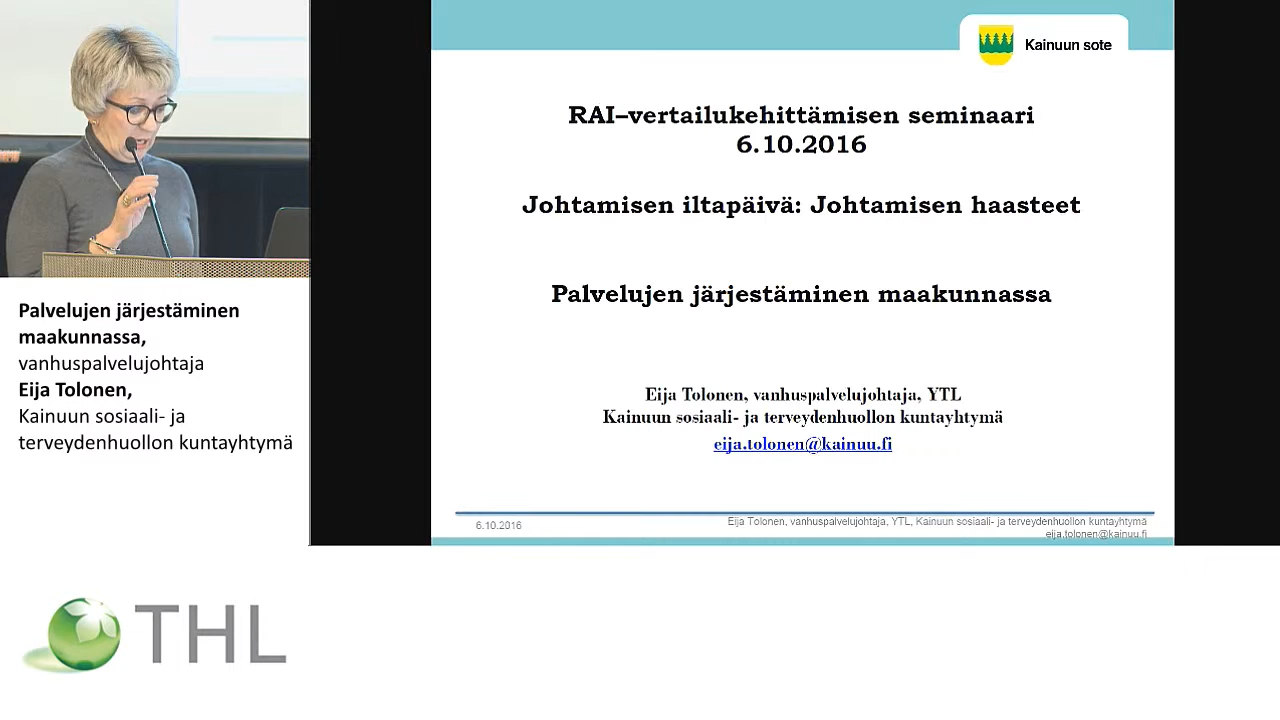 Kainuun sote
RAI–vertailukehittämisen seminaari
6.10.2016
Johtamisen iltapäivä: Johtamisen haasteet
Palvelujen järjestäminen maakunnassa
Eija Tolonen, vanhuspalvelujohtaja, YTL
Kainuun sosiaali- ja terveydenhuollon kuntayhtymä
eija.tolonen@kainuu.fi
6.10.2016
Eija Tolonen, vanhuspalvelujohtaja, YTL, Kainuun sosiaali- ja terveydenhuollon kuntayhtymä
eija.tolonen@kainuu.fi
Palvelujen järjestäminen
maakunnassa,
vanhuspalvelujohtaja
Eija Tolonen,
Kainuun sosiaali- ja
terveydenhuollon kuntayhtymä
THL